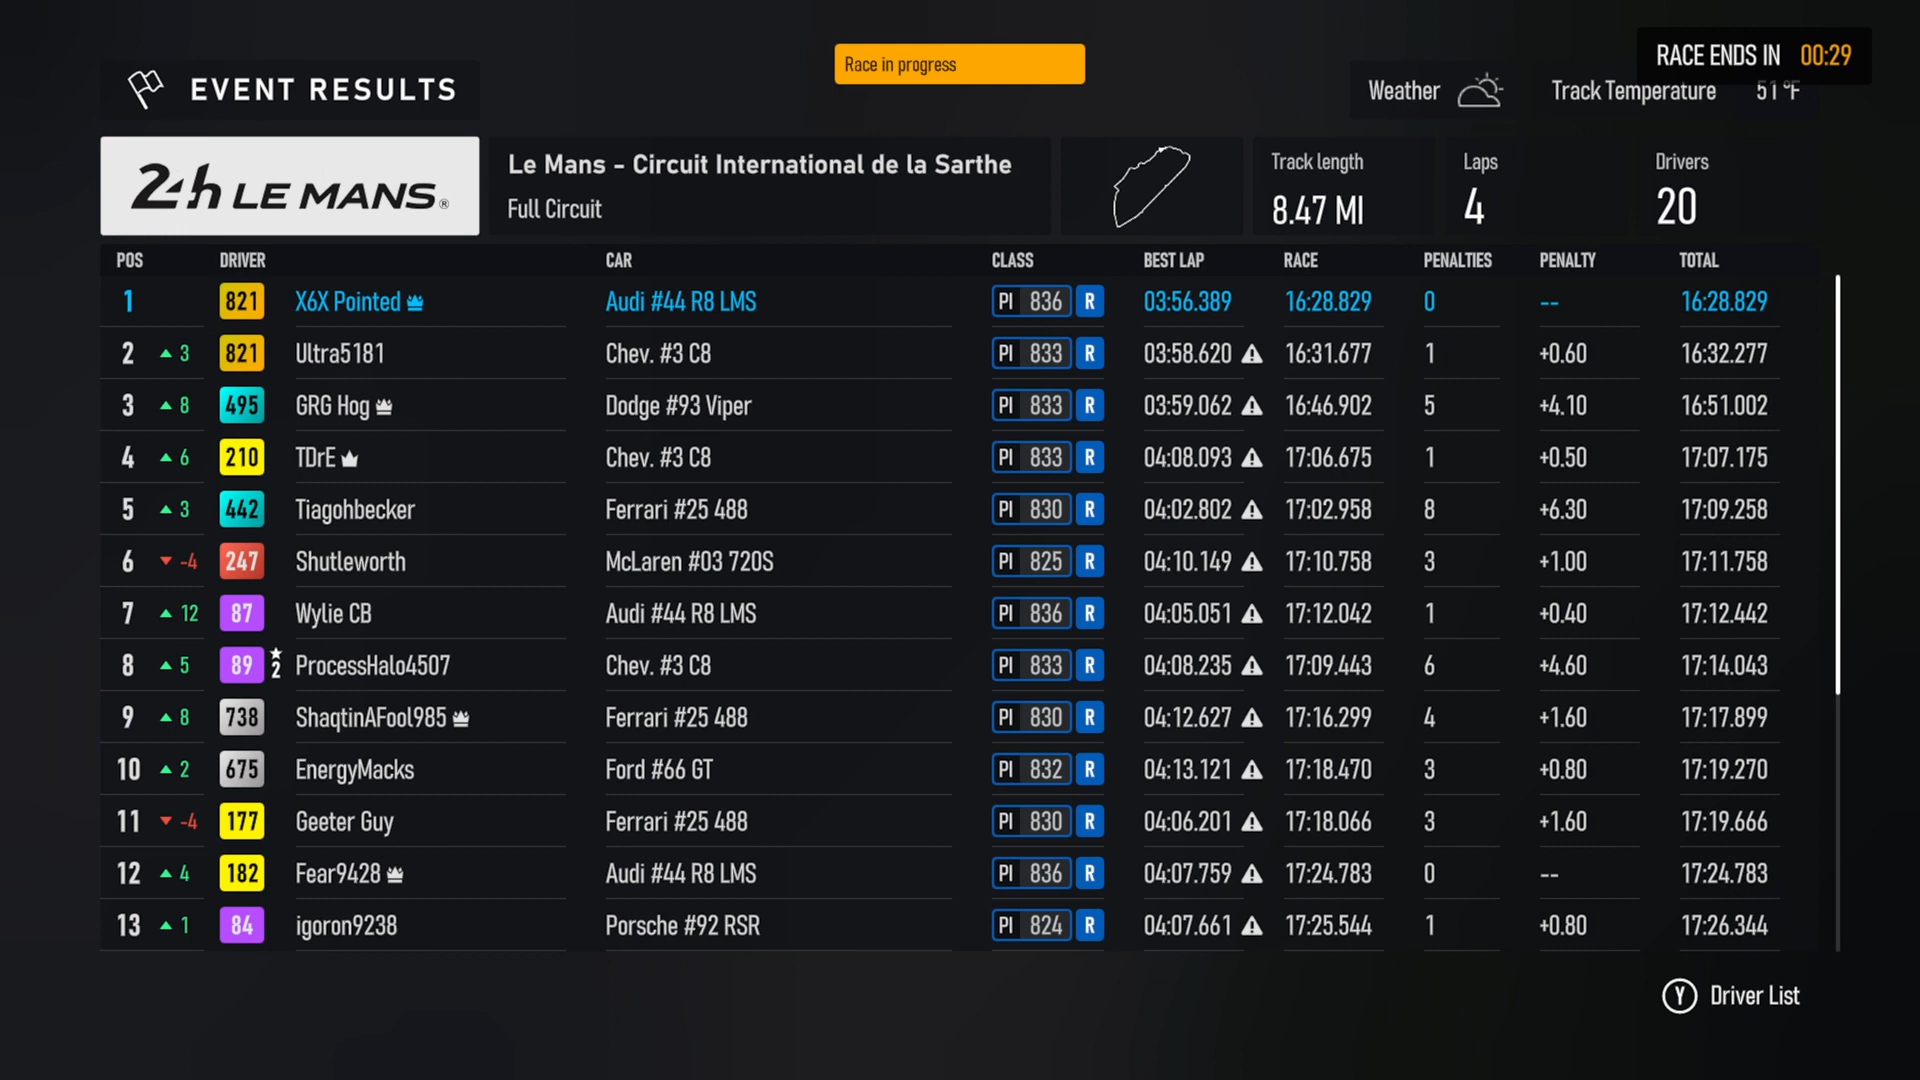 RACE ENDS IN 00:29
EVENT RESULTS
Race in progress
Weather
Track Temperature 51°F
24h LE MANS®
Le Mans - Circuit International de la Sarthe
Full Circuit
Track length
8.47 MI
Laps
4
Drivers
20
POS DRIVER CAR CLASS BEST LAP RACE PENALTIES PENALTY TOTAL
1 821 X6X Pointed Audi #44 R8 LMS PI 836 R 03:56.389 16:28.829 0 -- 16:28.829
2 3 821 Ultra5181 Chev. #3 C8 PI 833 R 03:58.620 16:31.677 1 +0.60 16:32.277
3 8 495 GRG Hog Dodge #93 Viper PI 833 R 03:59.062 16:46.902 5 +4.10 16:51.002
4 6 210 TDrE Chev. #3 C8 PI 833 R 04:08.093 17:06.675 1 +0.50 17:07.175
5 3 442 Tiagohbecker Ferrari #25 488 PI 830 R 04:02.802 17:02.958 8 +6.30 17:09.258
6 -4 247 Shutleworth McLaren #03 720S PI 825 R 04:10.149 17:10.758 3 +1.00 17:11.758
7 12 87 Wylie CB Audi #44 R8 LMS PI 836 R 04:05.051 17:12.042 1 +0.40 17:12.442
8 5 89 2 ProcessHalo4507 Chev. #3 C8 PI 833 R 04:08.235 17:09.443 6 +4.60 17:14.043
9 8 738 ShaqtinAFool985 Ferrari #25 488 PI 830 R 04:12.627 17:16.299 4 +1.60 17:17.899
10 2 675 EnergyMacks Ford #66 GT PI 832 R 04:13.121 17:18.470 3 +0.80 17:19.270
11 -4 177 Geeter Guy Ferrari #25 488 PI 830 R 04:06.201 17:18.066 3 +1.60 17:19.666
12 4 182 Fear9428 Audi #44 R8 LMS PI 836 R 04:07.759 17:24.783 0 -- 17:24.783
13 1 84 igoron9238 Porsche #92 RSR PI 824 R 04:07.661 17:25.544 1 +0.80 17:26.344
Y Driver List